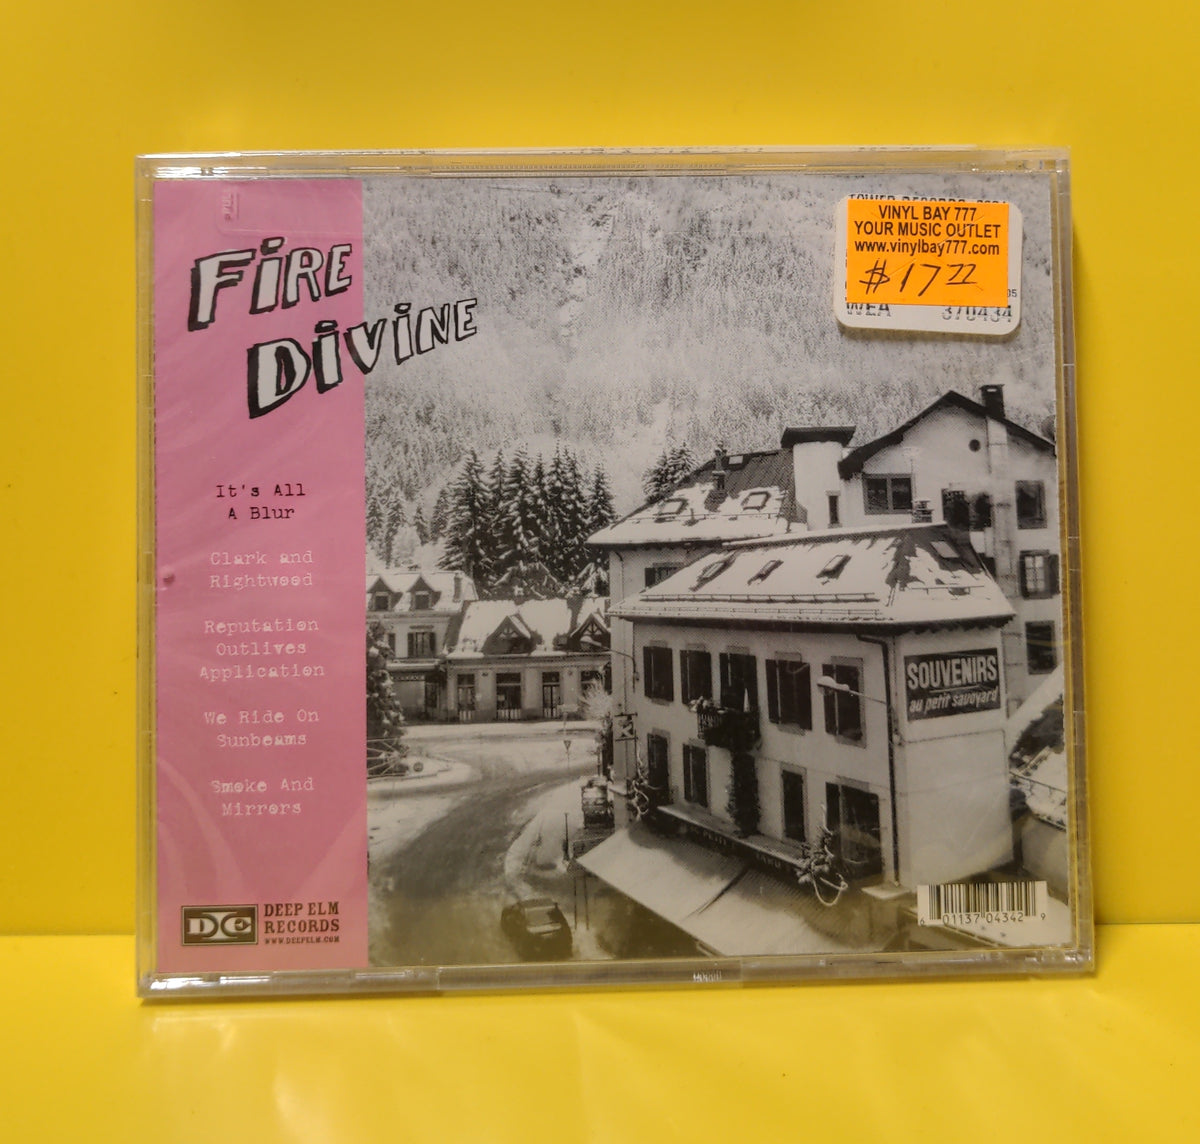 FiRE
DiViNE
It's All
A Blur
Clark and
Rightwood
Reputation
Outlives
Application
We Ride On
Sunbeams
Smoke And
Mirrors
DEEP ELM
RECORDS
WWW.DEEPELM.COM
VINYL BAY 777
YOUR MUSIC OUTLET
www.vinylbay777.com
$17.77
05
WEA 370434
SOUVENIRS
au petit savoyard
6 01137 04342 9